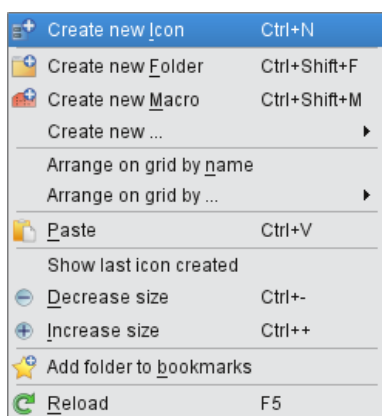 Create new Icon Ctrl+N
Create new Folder Ctrl+Shift+F
Create new Macro Ctrl+Shift+M
Create new ...
Arrange on grid by name
Arrange on grid by ...
Paste Ctrl+V
Show last icon created
Decrease size Ctrl+-
Increase size Ctrl++
Add folder to bookmarks
Reload F5